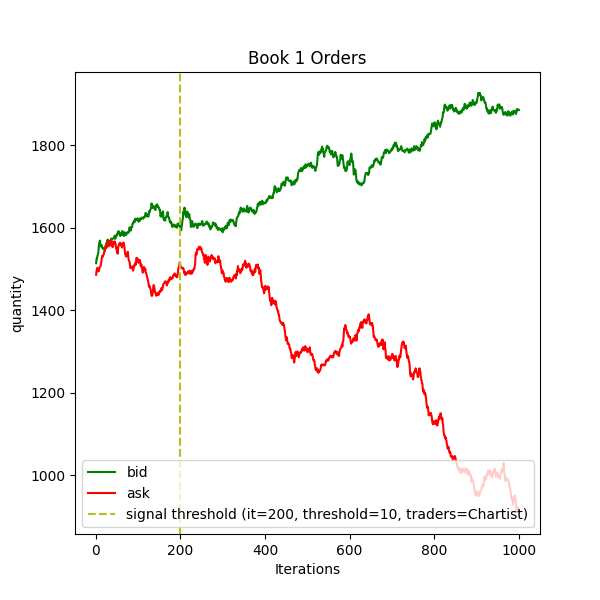 Book 1 Orders
quantity
1800
1600
1400
1200
1000
bid
ask
signal threshold (it=200, threshold=10, traders=Chartist)
0 200 400 600 800 1000
Iterations